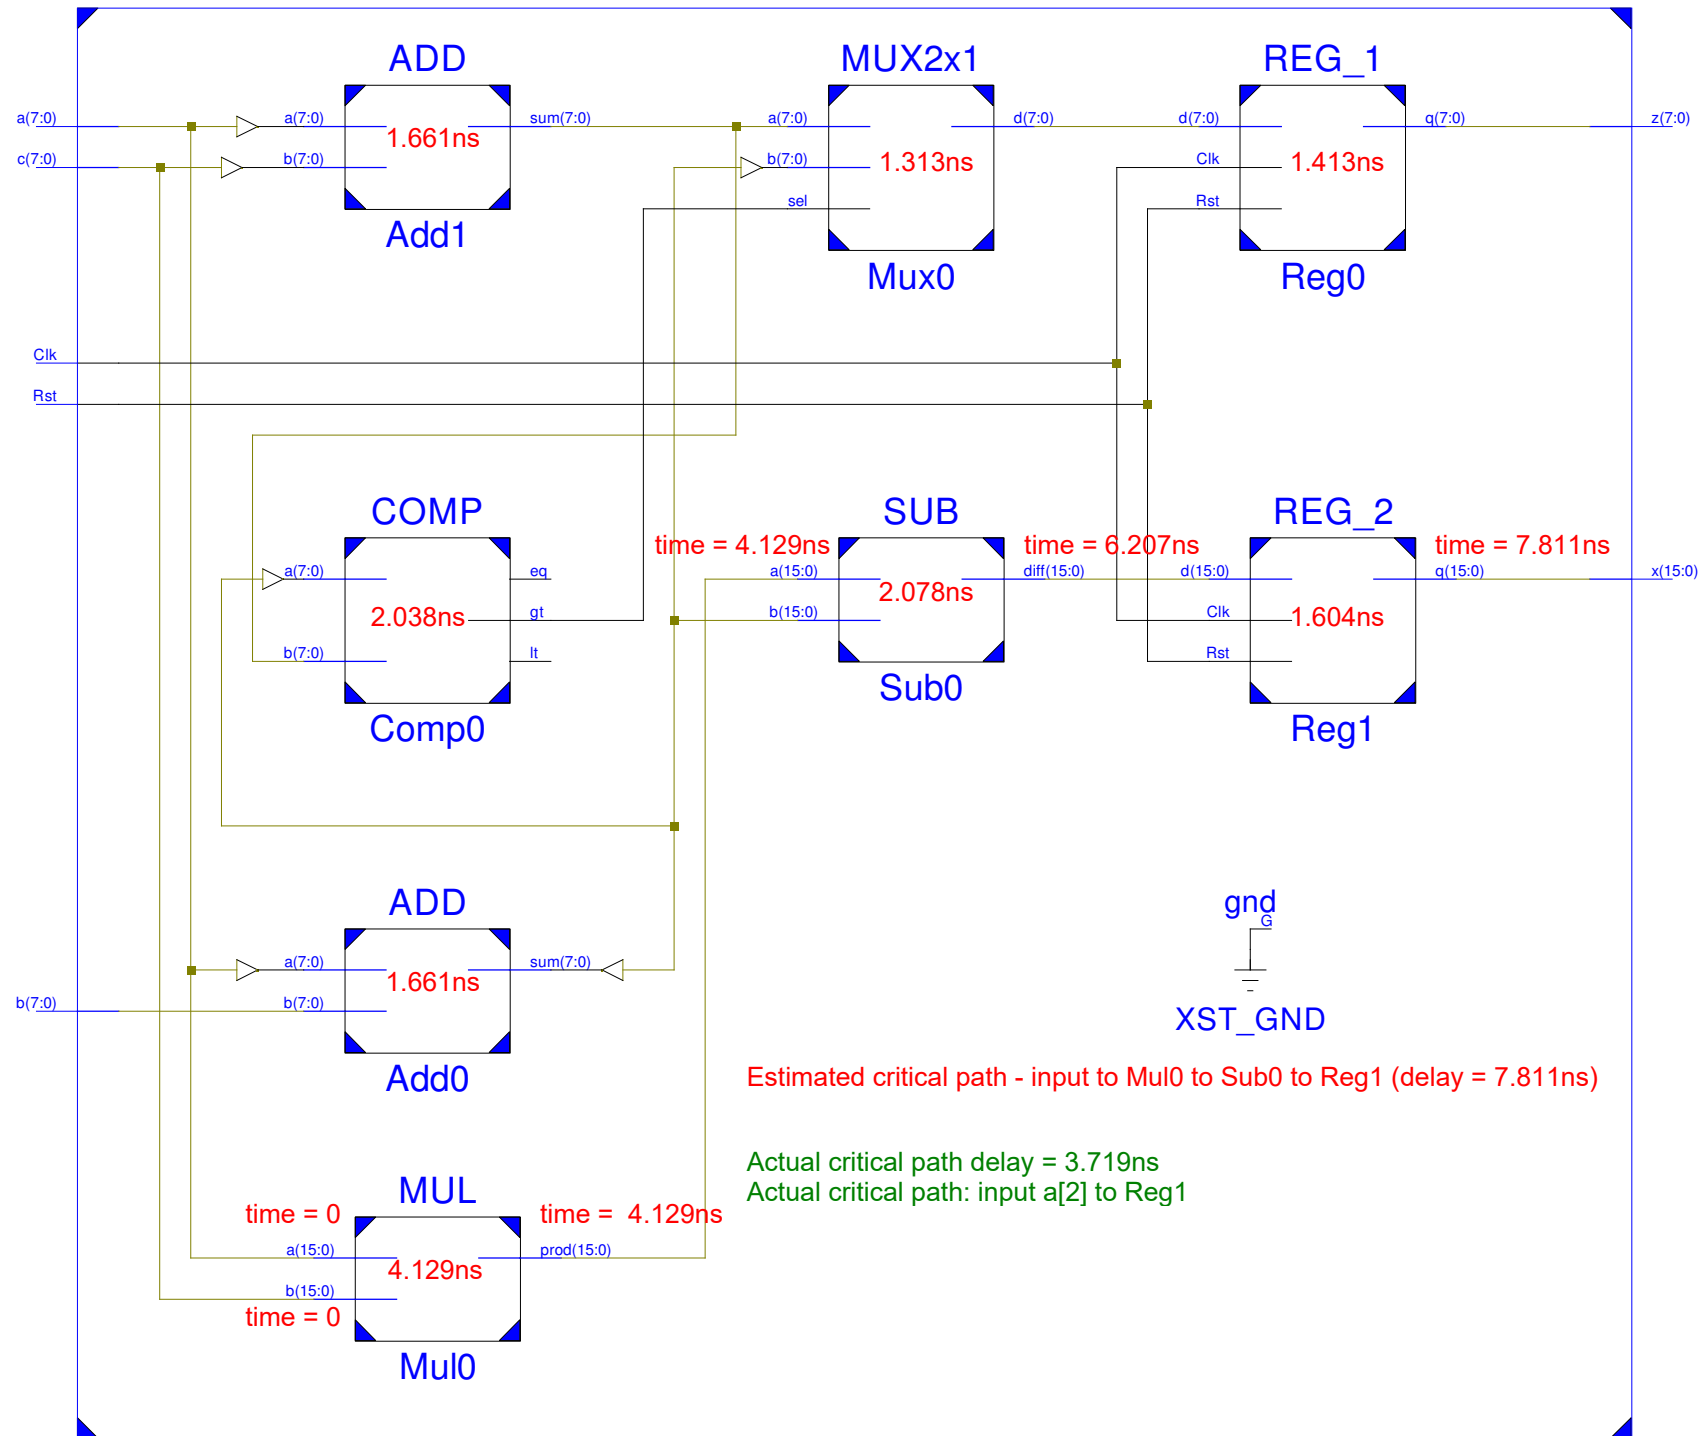 ADD
MUX2x1
REG_1
a(7:0)
a(7:0)
sum(7:0)
a(7:0)
d(7:0)
d(7:0)
q(7:0)
z(7:0)
1.661ns
c(7:0)
b(7:0)
b(7:0)
1.313ns
Clk
1.413ns
sel
Rst
Add1
Mux0
Reg0
Clk
Rst
COMP
SUB
REG_2
time = 4.129ns
time = 6.207ns
time = 7.811ns
a(7:0)
eq
a(15:0)
diff(15:0)
d(15:0)
q(15:0)
x(15:0)
2.078ns
2.038ns
gt
b(15:0)
Clk
1.604ns
b(7:0)
lt
Rst
Sub0
Comp0
Reg1
ADD
gnd
G
a(7:0)
sum(7:0)
1.661ns
b(7:0)
b(7:0)
XST_GND
Add0
Estimated critical path - input to Mul0 to Sub0 to Reg1 (delay = 7.811ns)
Actual critical path delay = 3.719ns
Actual critical path: input a[2] to Reg1
MUL
time = 0
time = 4.129ns
a(15:0)
prod(15:0)
4.129ns
b(15:0)
time = 0
Mul0